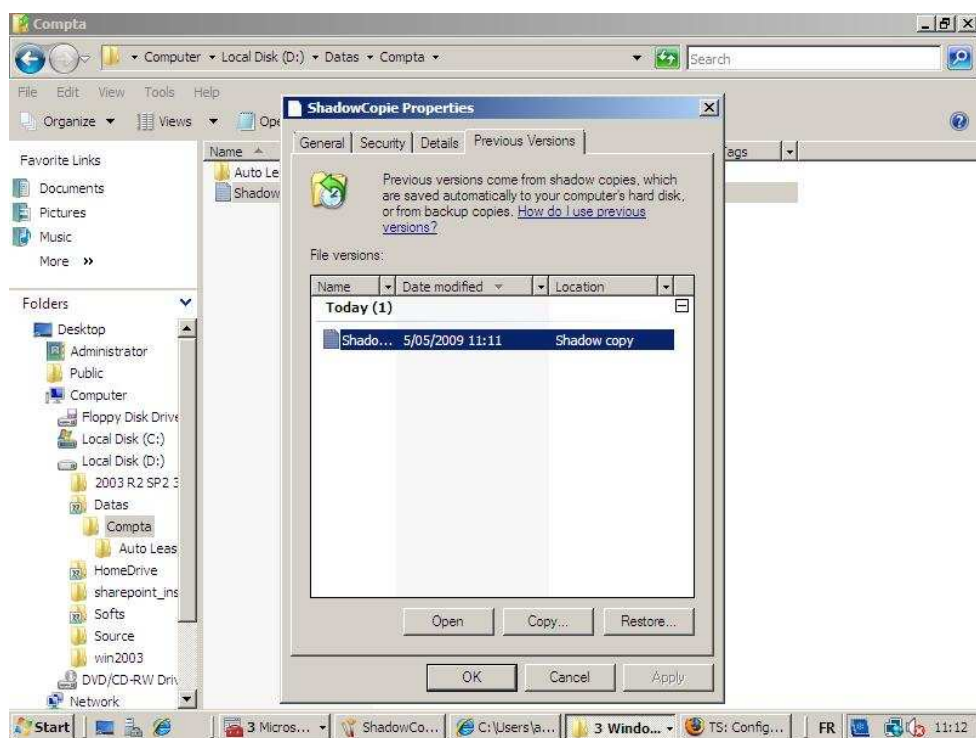 Compta
Computer Local Disk (D:) Datas Compta
Search
File Edit View Tools Help
Organize Views Ope
ShadowCopie Properties
General Security Details Previous Versions
Previous versions come from shadow copies, which
are saved automatically to your computer's hard disk,
or from backup copies. How do I use previous
versions?
File versions:
Name Date modified Location
Today (1)
Shado... 5/05/2009 11:11 Shadow copy
Open Copy... Restore...
OK Cancel Apply
Name ags
Auto Le
Shadow
Favorite Links
Documents
Pictures
Music
More »
Folders
Desktop
Administrator
Public
Computer
Floppy Disk Drive
Local Disk (C:)
Local Disk (D:)
2003 R2 SP2 3
Datas
Compta
Auto Leas
HomeDrive
sharepoint_ins
Softs
Source
win2003
DVD/CD-RW Driv
Network
Start 3 Micros... ShadowCo... C:\Users\a... 3 Windo... TS: Config... FR 11:12